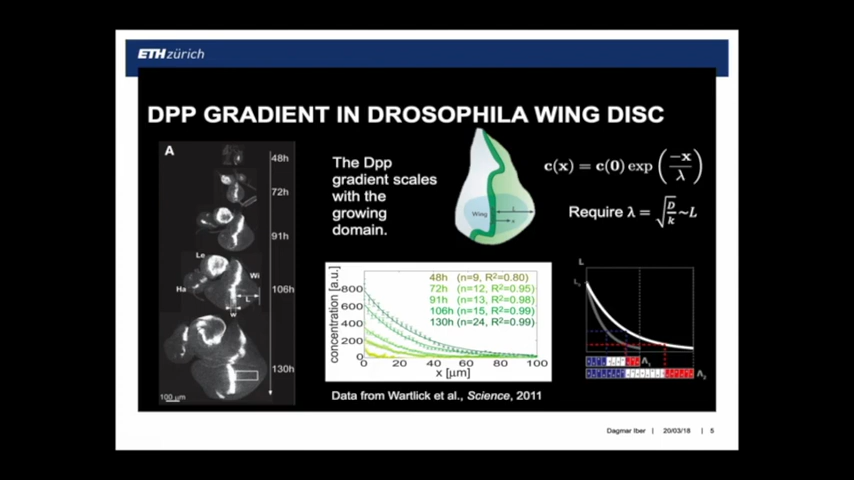 ETH zürich
DPP GRADIENT IN DROSOPHILA WING DISC
A
48h
72h
91h
Le
Wi
Ha
106h
L
w
130h
100 µm
The Dpp
gradient scales
with the
growing
domain.
Wing
L
x
c(x) = c(0) exp (−x/λ)
Require λ = √D/k ~L
concentration [a.u.]
800
600
400
200
0
0 20 40 60 80 100
x [µm]
48h (n=9, R²=0.80)
72h (n=12, R²=0.95)
91h (n=13, R²=0.98)
106h (n=15, R²=0.99)
130h (n=24, R²=0.99)
Data from Wartlick et al., Science, 2011
L
Dagmar Iber | 20/03/18 | 5